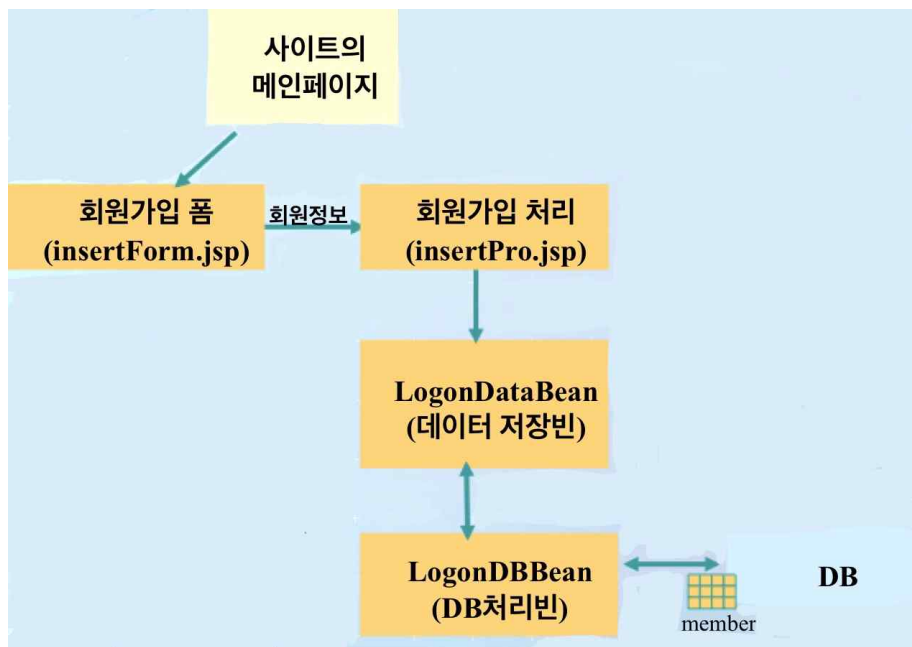 사이트의
메인페이지
회원가입 폼
(insertForm.jsp)
회원정보
회원가입 처리
(insertPro.jsp)
LogonDataBean
(데이터 저장빈)
LogonDBBean
(DB처리빈)
DB
member